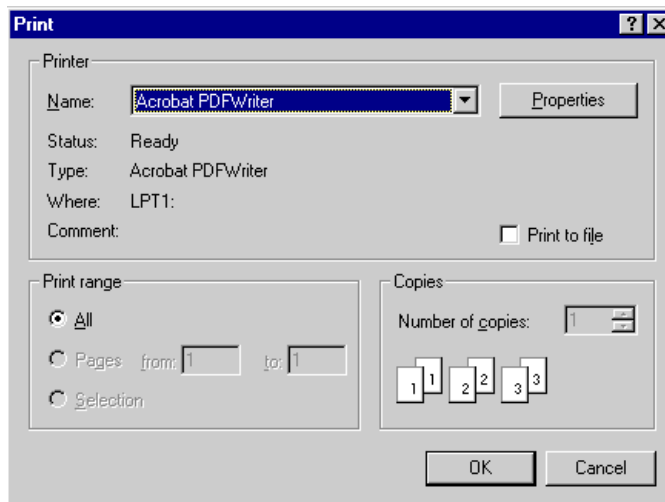 Print
Printer
Name: Acrobat PDFWriter Properties
Status: Ready
Type: Acrobat PDFWriter
Where: LPT1:
Comment:
Print to file
Print range
All
Pages from: 1 to: 1
Selection
Copies
Number of copies: 1
1 1 2 2 3 3
OK Cancel